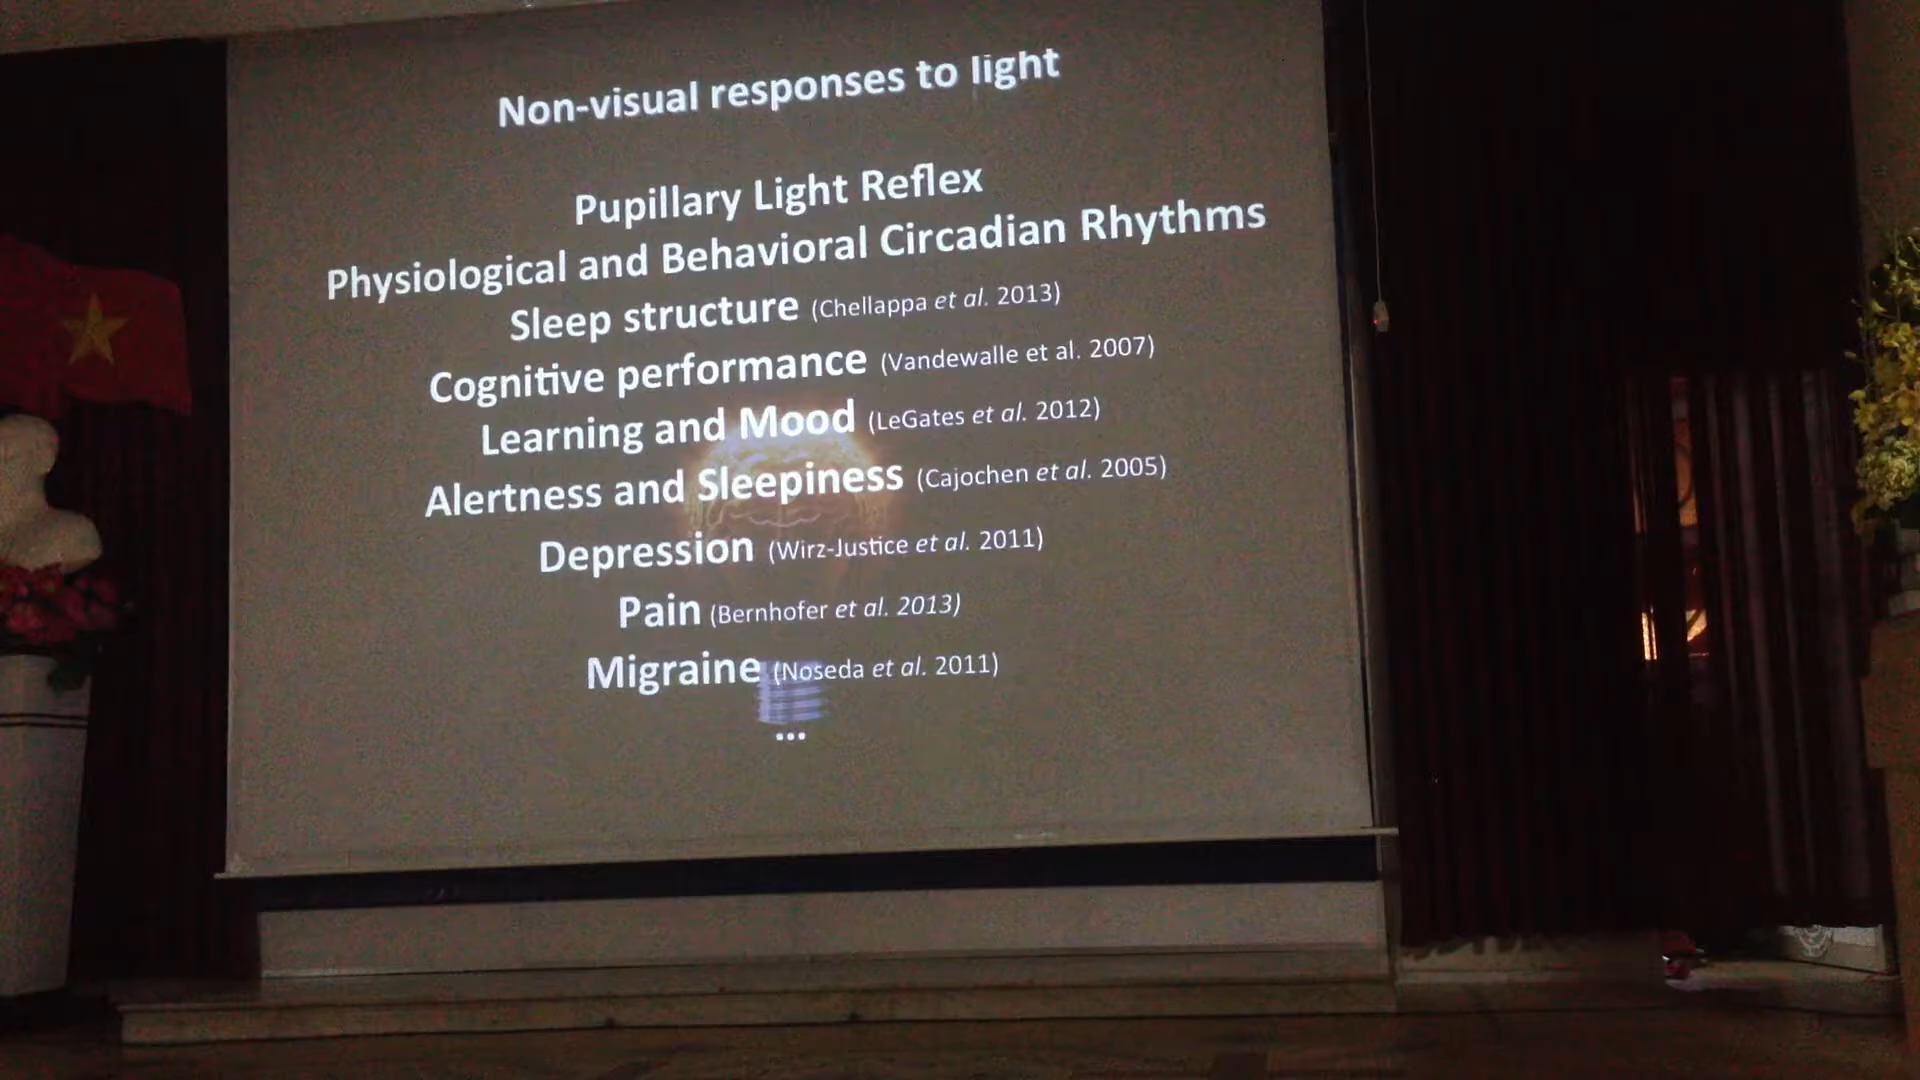 Non-visual responses to light
Pupillary Light Reflex
Physiological and Behavioral Circadian Rhythms
Sleep structure (Chellappa et al. 2013)
Cognitive performance (Vandewalle et al. 2007)
Learning and Mood (LeGates et al. 2012)
Alertness and Sleepiness (Cajochen et al. 2005)
Depression (Wirz-Justice et al. 2011)
Pain (Bernhofer et al. 2013)
Migraine (Noseda et al. 2011)
...